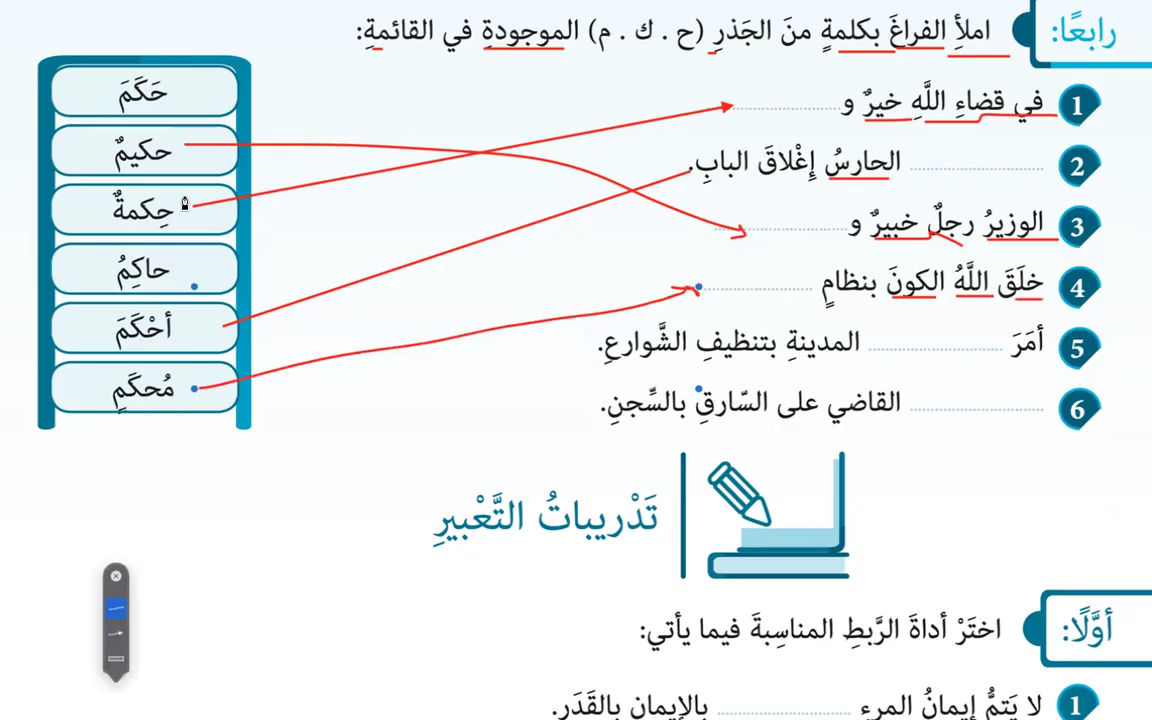 رابعًا: املأِ الفراغَ بكلمةٍ منَ الجَذرِ (ح . ك . م) الموجودةِ في القائمةِ:
1 في قضاءِ اللَّهِ خيرٌ و ..........
2 .......... الحارسُ إِغْلاقَ البابِ.
3 الوزيرُ رجلٌ خبيرٌ و ..........
4 خلَقَ اللَّهُ الكونَ بنظامٍ ..........
5 أمَرَ .......... المدينةِ بتنظيفِ الشَّوارعِ.
6 .......... القاضي على السّارقِ بالسِّجنِ.
حَكَمَ
حكيمٌ
حِكمةٌ
حاكِمُ
أحْكَمَ
مُحكَمٍ
تَدْريباتُ التَّعْبيرِ
أوَّلًا: اختَرْ أداةَ الرَّبطِ المناسِبةَ فيما يأتي:
1 لا يَتمُّ إيمانُ المرءِ .......... بالإيمانِ بالقَدَرِ.